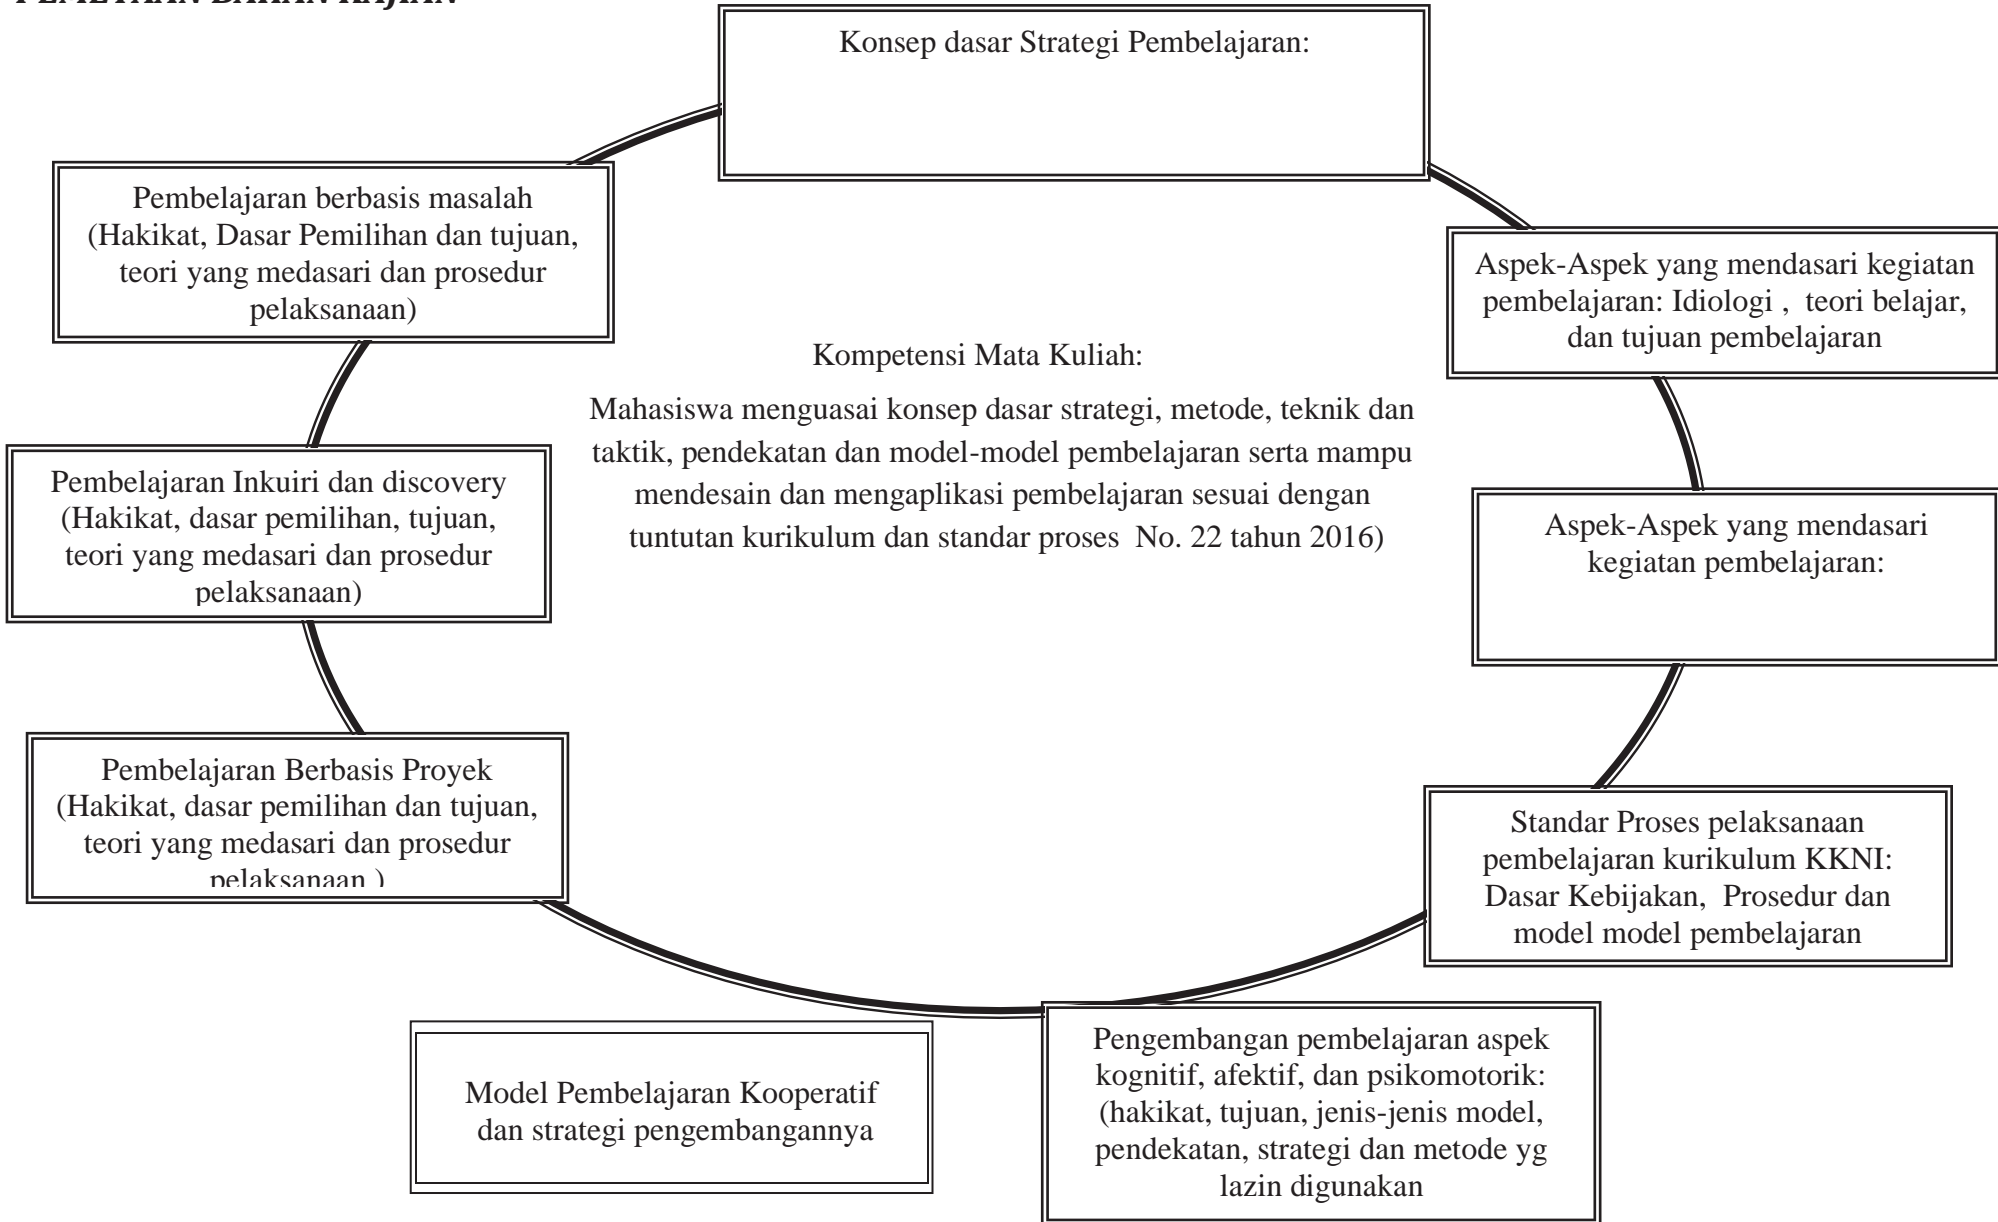 Konsep dasar Strategi Pembelajaran:
Pembelajaran berbasis masalah
(Hakikat, Dasar Pemilihan dan tujuan,
teori yang medasari dan prosedur
pelaksanaan)
Aspek-Aspek yang mendasari kegiatan
pembelajaran: Idiologi , teori belajar,
dan tujuan pembelajaran
Kompetensi Mata Kuliah:
Mahasiswa menguasai konsep dasar strategi, metode, teknik dan
taktik, pendekatan dan model-model pembelajaran serta mampu
mendesain dan mengaplikasi pembelajaran sesuai dengan
tuntutan kurikulum dan standar proses No. 22 tahun 2016)
Pembelajaran Inkuiri dan discovery
(Hakikat, dasar pemilihan, tujuan,
teori yang medasari dan prosedur
pelaksanaan)
Aspek-Aspek yang mendasari
kegiatan pembelajaran:
Pembelajaran Berbasis Proyek
(Hakikat, dasar pemilihan dan tujuan,
teori yang medasari dan prosedur
pelaksanaan )
Standar Proses pelaksanaan
pembelajaran kurikulum KKNI:
Dasar Kebijakan, Prosedur dan
model model pembelajaran
Model Pembelajaran Kooperatif
dan strategi pengembangannya
Pengembangan pembelajaran aspek
kognitif, afektif, dan psikomotorik:
(hakikat, tujuan, jenis-jenis model,
pendekatan, strategi dan metode yg
lazin digunakan